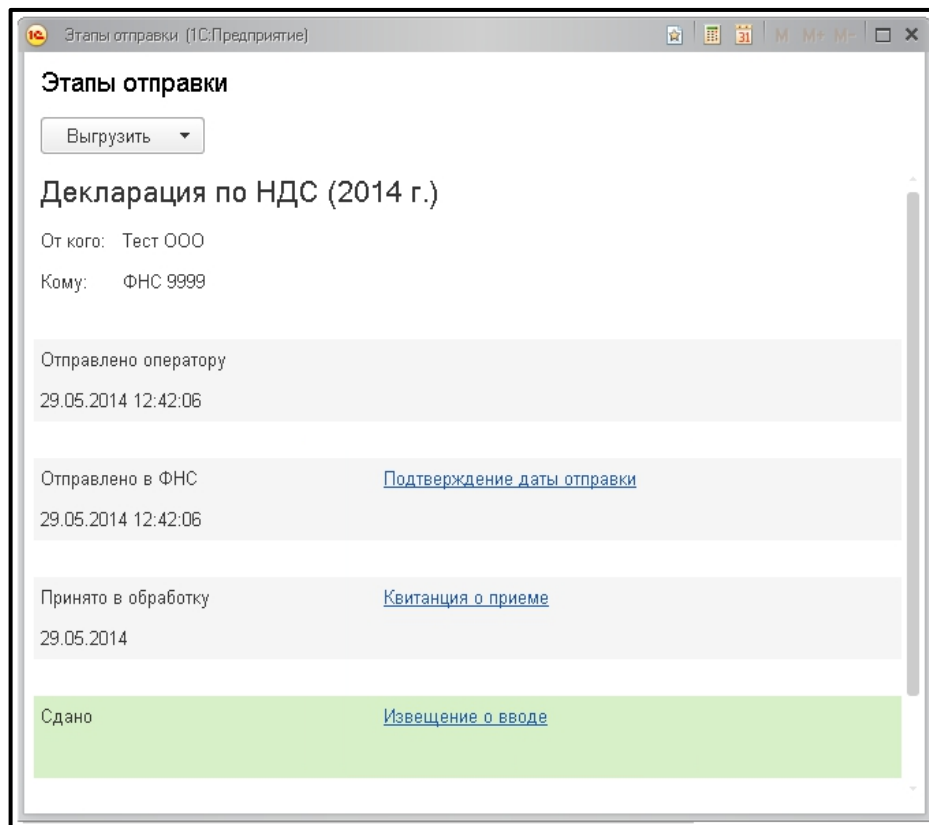 1С Этапы отправки (1С:Предприятие) 31 M M+ M-
Этапы отправки
Выгрузить
Декларация по НДС (2014 г.)
От кого: Тест ООО
Кому: ФНС 9999
Отправлено оператору
29.05.2014 12:42:06
Отправлено в ФНС Подтверждение даты отправки
29.05.2014 12:42:06
Принято в обработку Квитанция о приеме
29.05.2014
Сдано Извещение о вводе